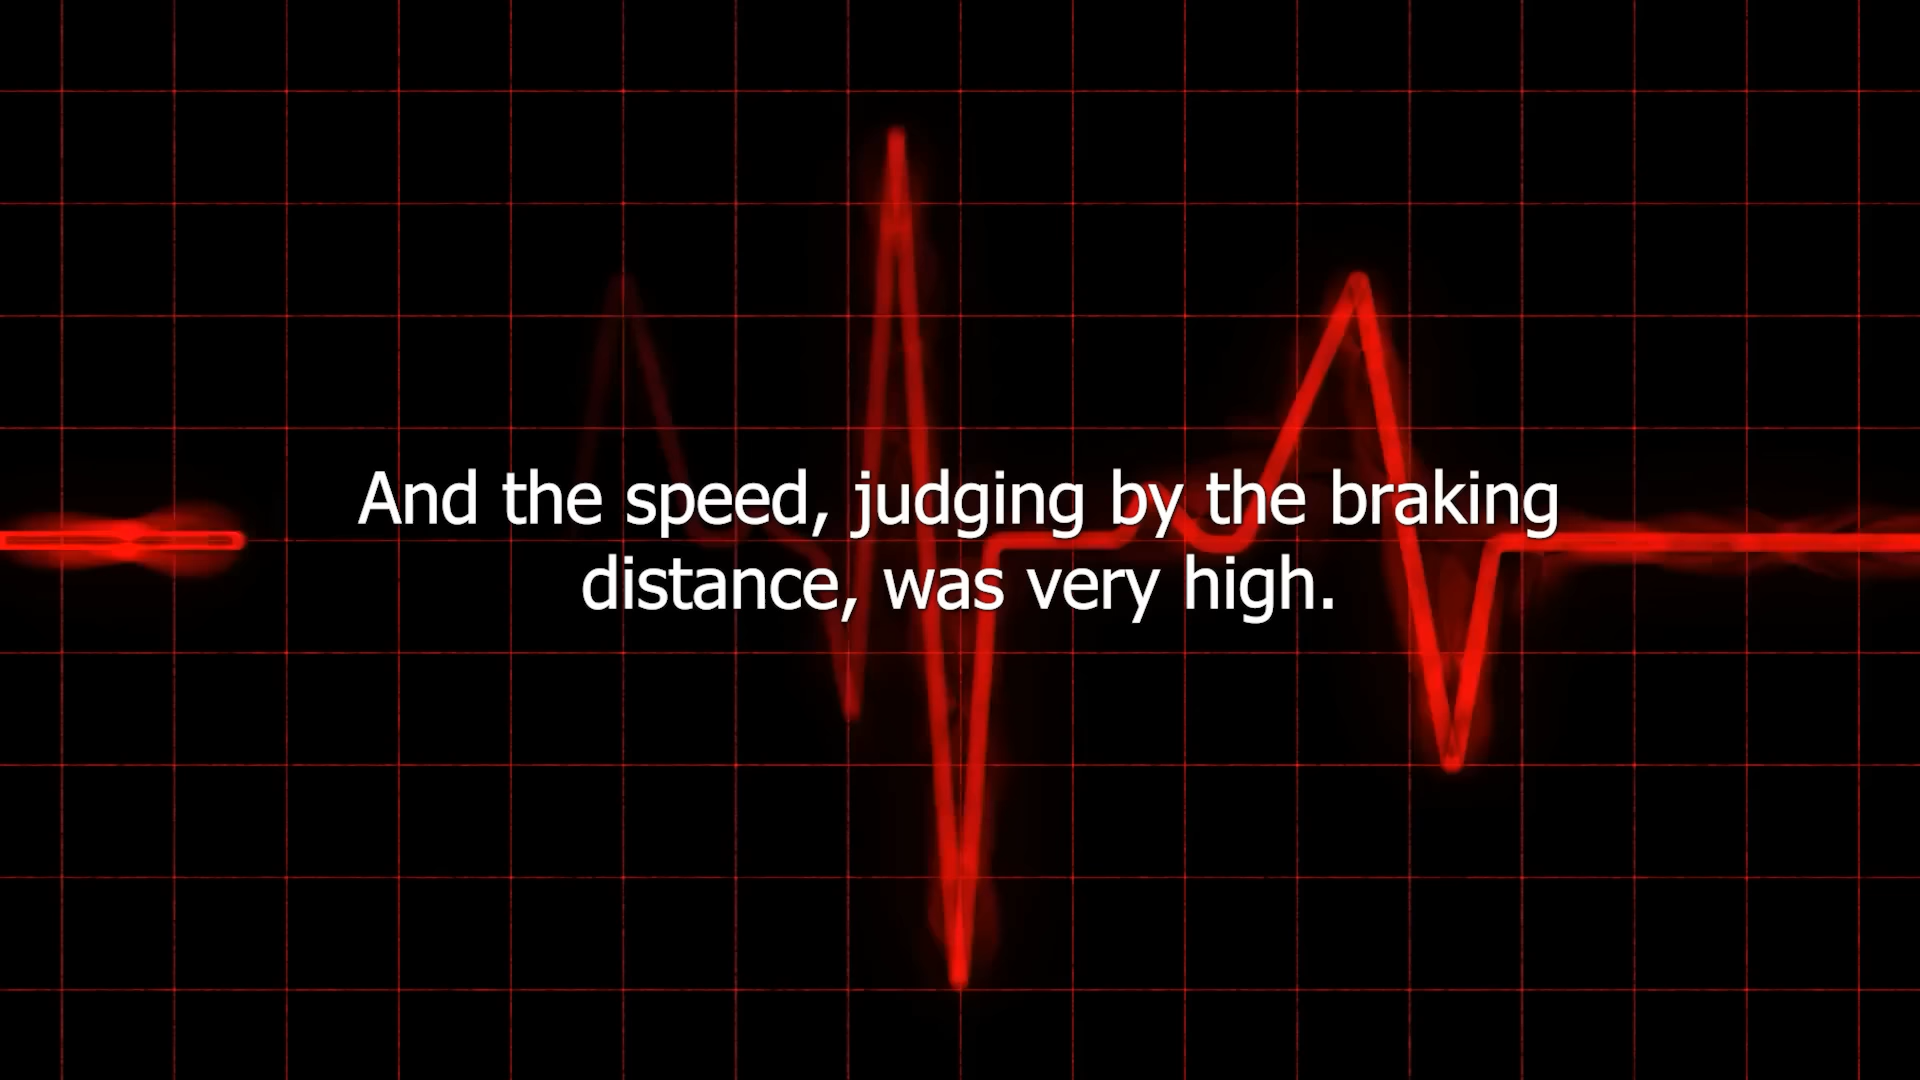 And the speed, judging by the braking
distance, was very high.